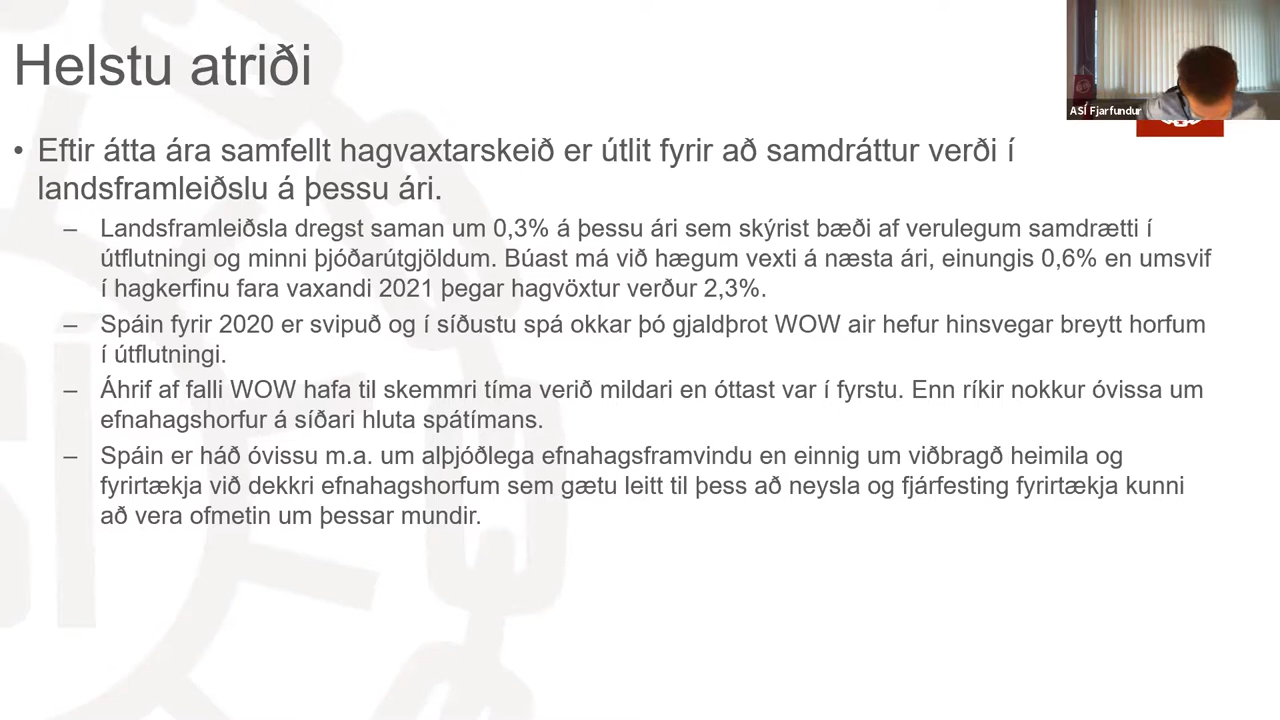 Helstu atriði
ASÍ Fjarfundur
• Eftir átta ára samfellt hagvaxtarskeið er útlit fyrir að samdráttur verði í
landsframleiðslu á þessu ári.
– Landsframleiðsla dregst saman um 0,3% á þessu ári sem skýrist bæði af verulegum samdrætti í
útflutningi og minni þjóðarútgjöldum. Búast má við hægum vexti á næsta ári, einungis 0,6% en umsvif
í hagkerfinu fara vaxandi 2021 þegar hagvöxtur verður 2,3%.
– Spáin fyrir 2020 er svipuð og í síðustu spá okkar þó gjaldþrot WOW air hefur hinsvegar breytt horfum
í útflutningi.
– Áhrif af falli WOW hafa til skemmri tíma verið mildari en óttast var í fyrstu. Enn ríkir nokkur óvissa um
efnahagshorfur á síðari hluta spátímans.
– Spáin er háð óvissu m.a. um alþjóðlega efnahagsframvindu en einnig um viðbragð heimila og
fyrirtækja við dekkri efnahagshorfum sem gætu leitt til þess að neysla og fjárfesting fyrirtækja kunni
að vera ofmetin um þessar mundir.